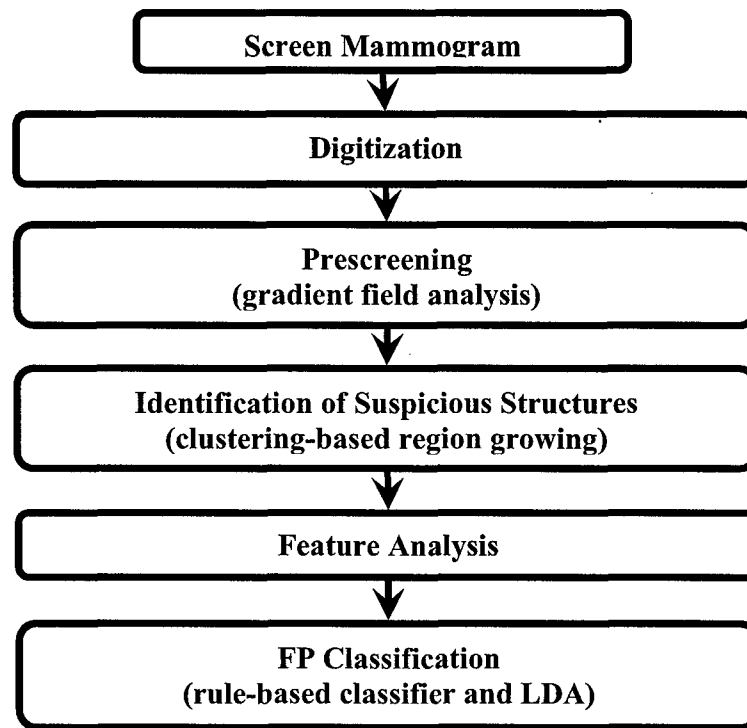 Screen Mammogram
Digitization
Prescreening
(gradient field analysis)
Identification of Suspicious Structures
(clustering-based region growing)
Feature Analysis
FP Classification
(rule-based classifier and LDA)